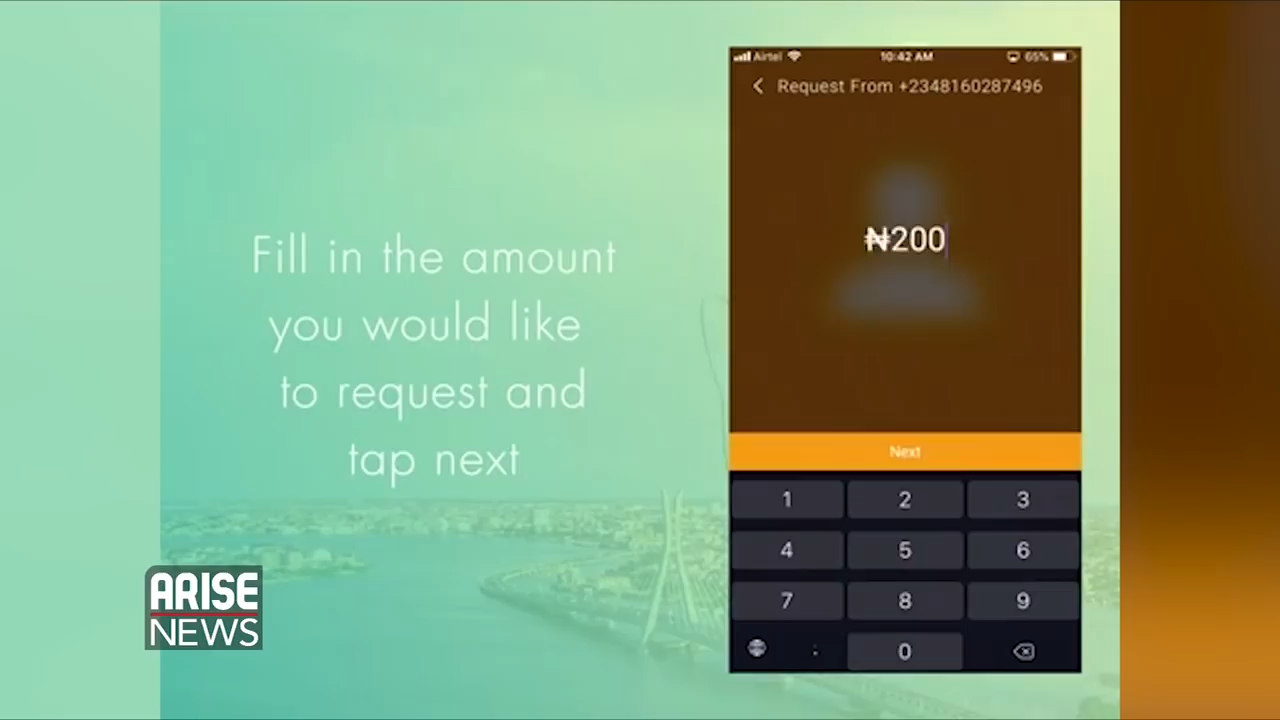 Fill in the amount
you would like
to request and
tap next
Airtel
10:42 AM
65%
Request From +2348160287496
₦200
Next
1 2 3
4 5 6
7 8 9
0
ARISE
NEWS